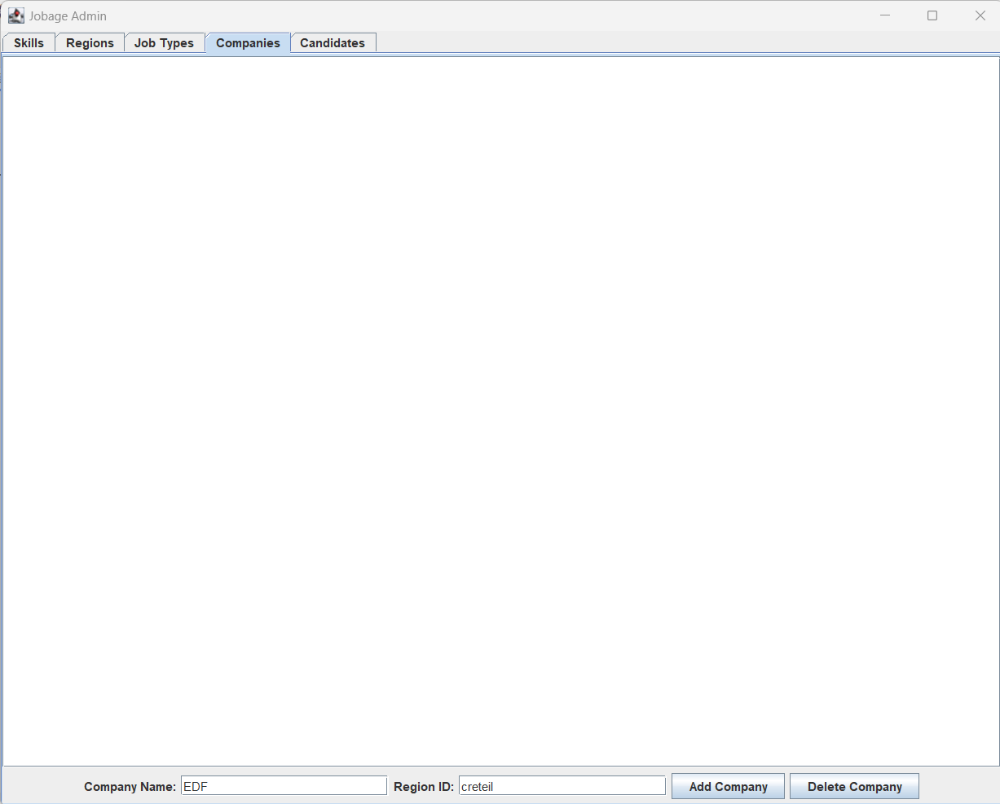 Jobage Admin
Skills Regions Job Types Companies Candidates
Company Name: EDF Region ID: creteil Add Company Delete Company